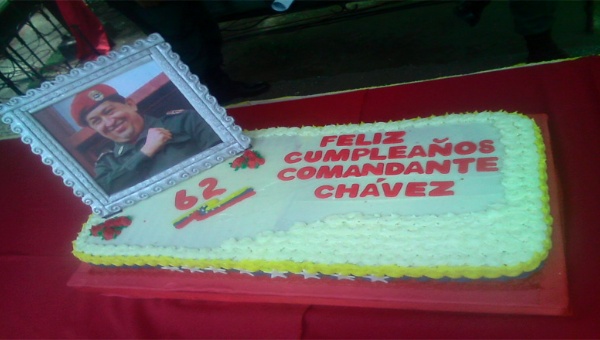 FELIZ
CUMPLEAÑOS
COMANDANTE
CHÁVEZ
62